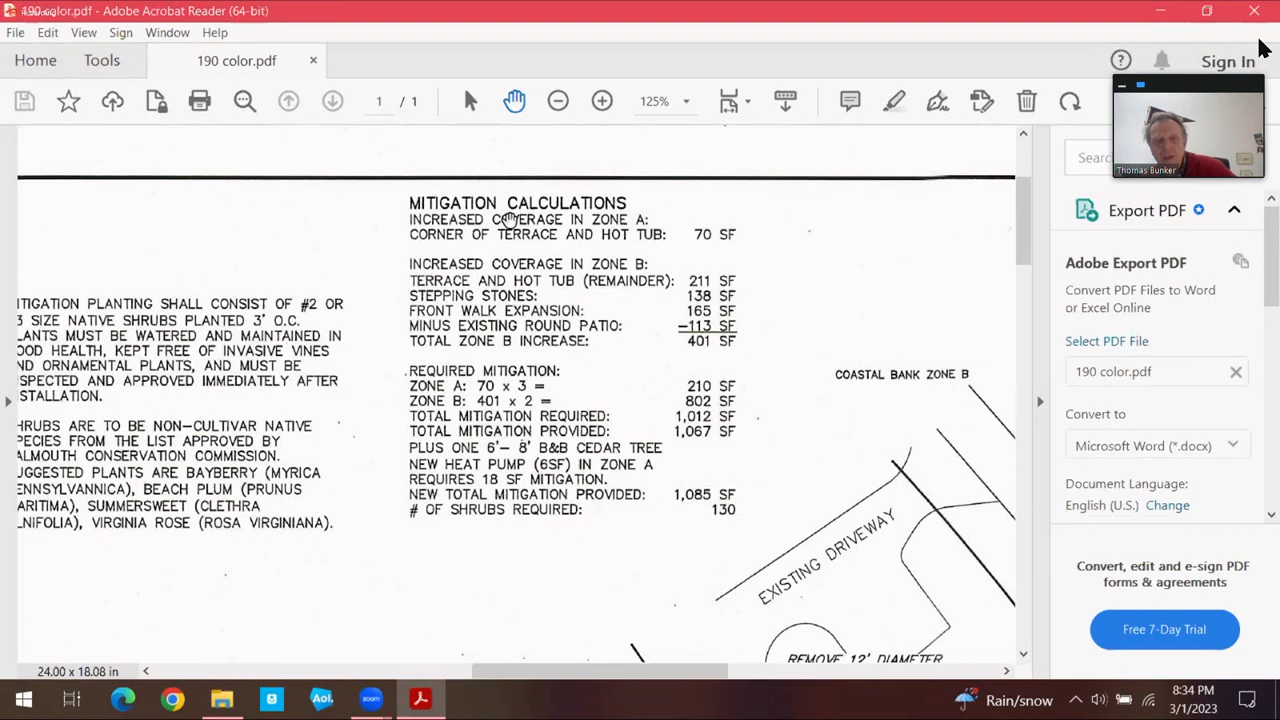 190 color.pdf - Adobe Acrobat Reader (64-bit)
File Edit View Sign Window Help
Home Tools 190 color.pdf × Sign In
1 / 1 125%
Thomas Bunker
MITIGATION CALCULATIONS
INCREASED COVERAGE IN ZONE A:
CORNER OF TERRACE AND HOT TUB: 70 SF
INCREASED COVERAGE IN ZONE B:
TERRACE AND HOT TUB (REMAINDER): 211 SF
STEPPING STONES: 138 SF
FRONT WALK EXPANSION: 165 SF
MINUS EXISTING ROUND PATIO: –113 SF
TOTAL ZONE B INCREASE: 401 SF
REQUIRED MITIGATION:
ZONE A: 70 x 3 = 210 SF
ZONE B: 401 x 2 = 802 SF
TOTAL MITIGATION REQUIRED: 1,012 SF
TOTAL MITIGATION PROVIDED: 1,067 SF
PLUS ONE 6'– 8' B&B CEDAR TREE
NEW HEAT PUMP (6SF) IN ZONE A
REQUIRES 18 SF MITIGATION.
NEW TOTAL MITIGATION PROVIDED: 1,085 SF
# OF SHRUBS REQUIRED: 130
ITIGATION PLANTING SHALL CONSIST OF #2 OR
3 SIZE NATIVE SHRUBS PLANTED 3' O.C.
LANTS MUST BE WATERED AND MAINTAINED IN
OOD HEALTH, KEPT FREE OF INVASIVE VINES
ND ORNAMENTAL PLANTS, AND MUST BE
SPECTED AND APPROVED IMMEDIATELY AFTER
STALLATION.
HRUBS ARE TO BE NON-CULTIVAR NATIVE
PECIES FROM THE LIST APPROVED BY
ALMOUTH CONSERVATION COMMISSION.
UGGESTED PLANTS ARE BAYBERRY (MYRICA
ENNSYLVANNICA), BEACH PLUM (PRUNUS
ARITIMA), SUMMERSWEET (CLETHRA
LNIFOLIA), VIRGINIA ROSE (ROSA VIRGINIANA).
COASTAL BANK ZONE B
EXISTING DRIVEWAY
REMOVE 12' DIAMETER
Export PDF
Adobe Export PDF
Convert PDF Files to Word
or Excel Online
Select PDF File
190 color.pdf
Convert to
Microsoft Word (*.docx)
Document Language:
English (U.S.) Change
Convert, edit and e-sign PDF
forms & agreements
Free 7-Day Trial
24.00 x 18.08 in
Aol.
zoom
Rain/snow
8:34 PM
3/1/2023